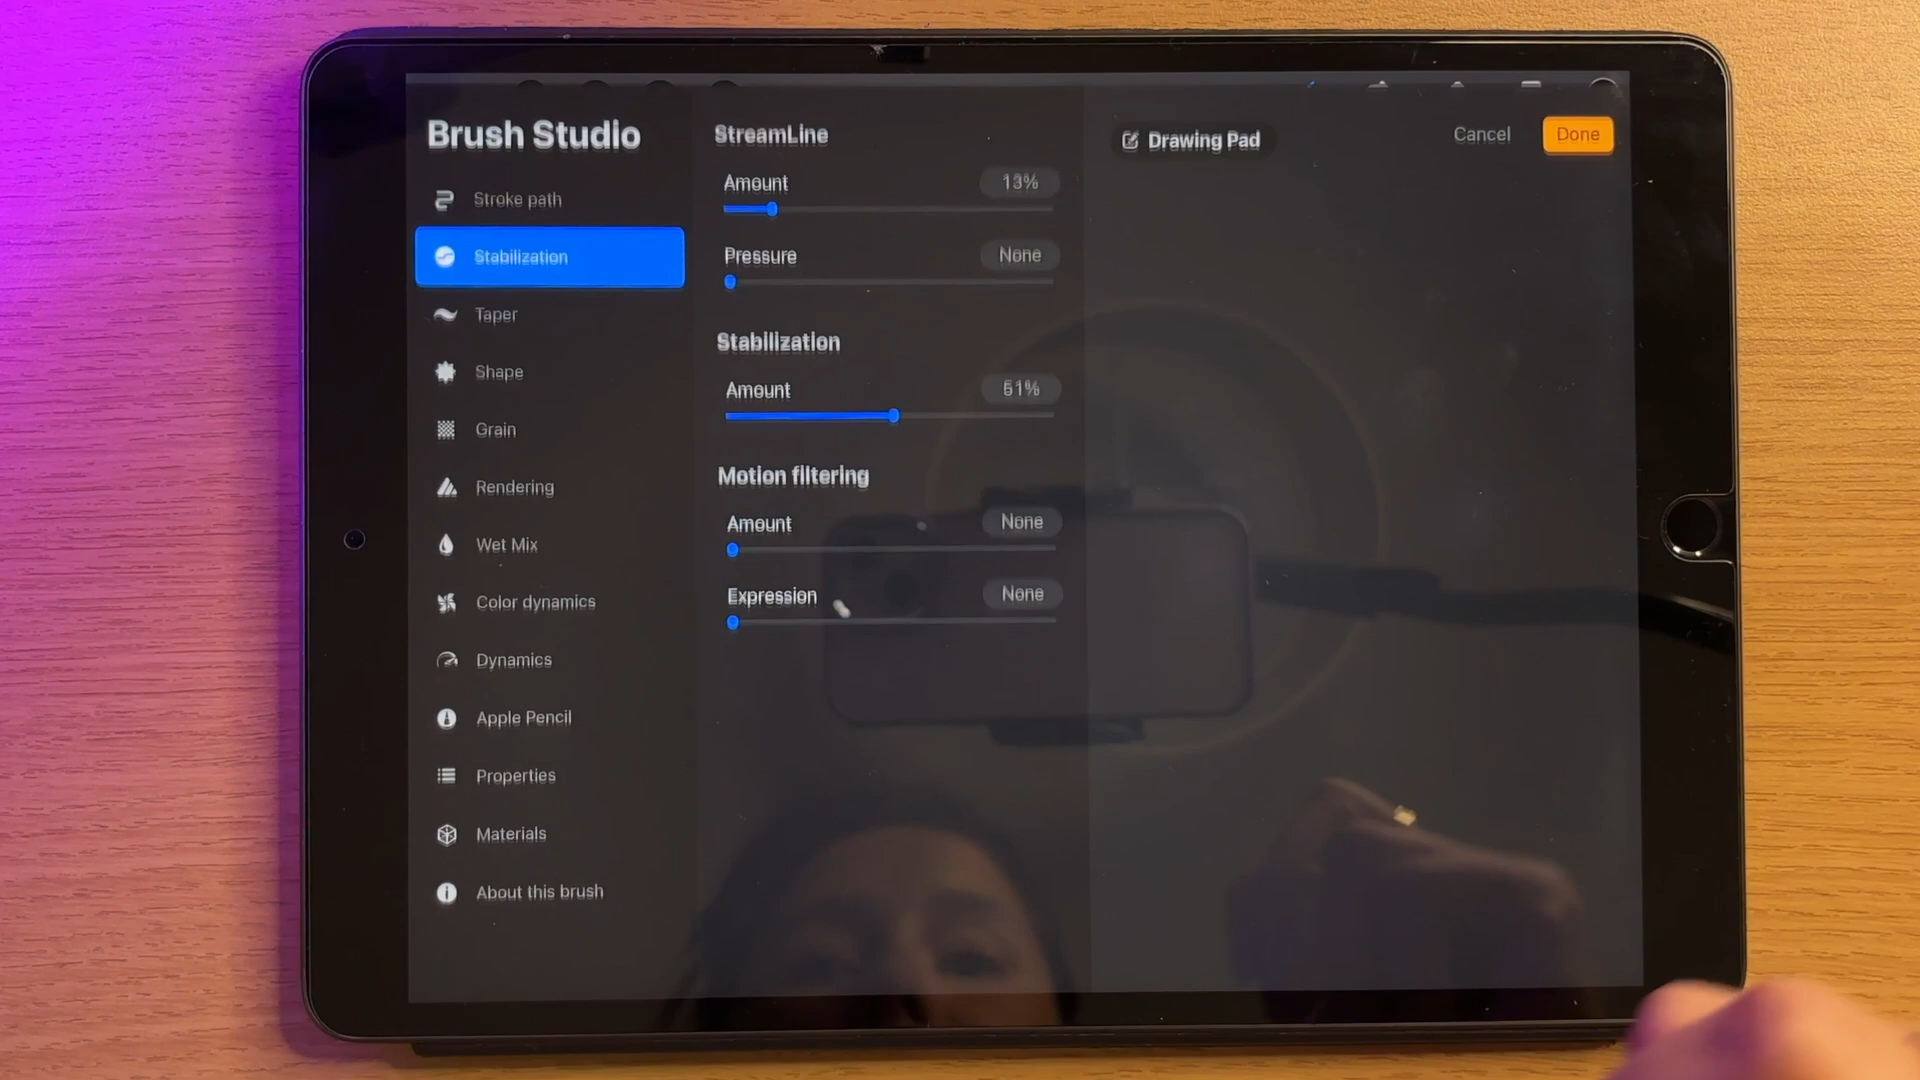 Brush Studio
Stroke path
Stabilization
Taper
Shape
Grain
Rendering
Wet Mix
Color dynamics
Dynamics
Apple Pencil
Properties
Materials
About this brush
StreamLine
Amount 13%
Pressure None
Stabilization
Amount 51%
Motion filtering
Amount None
Expression None
Drawing Pad
Cancel
Done